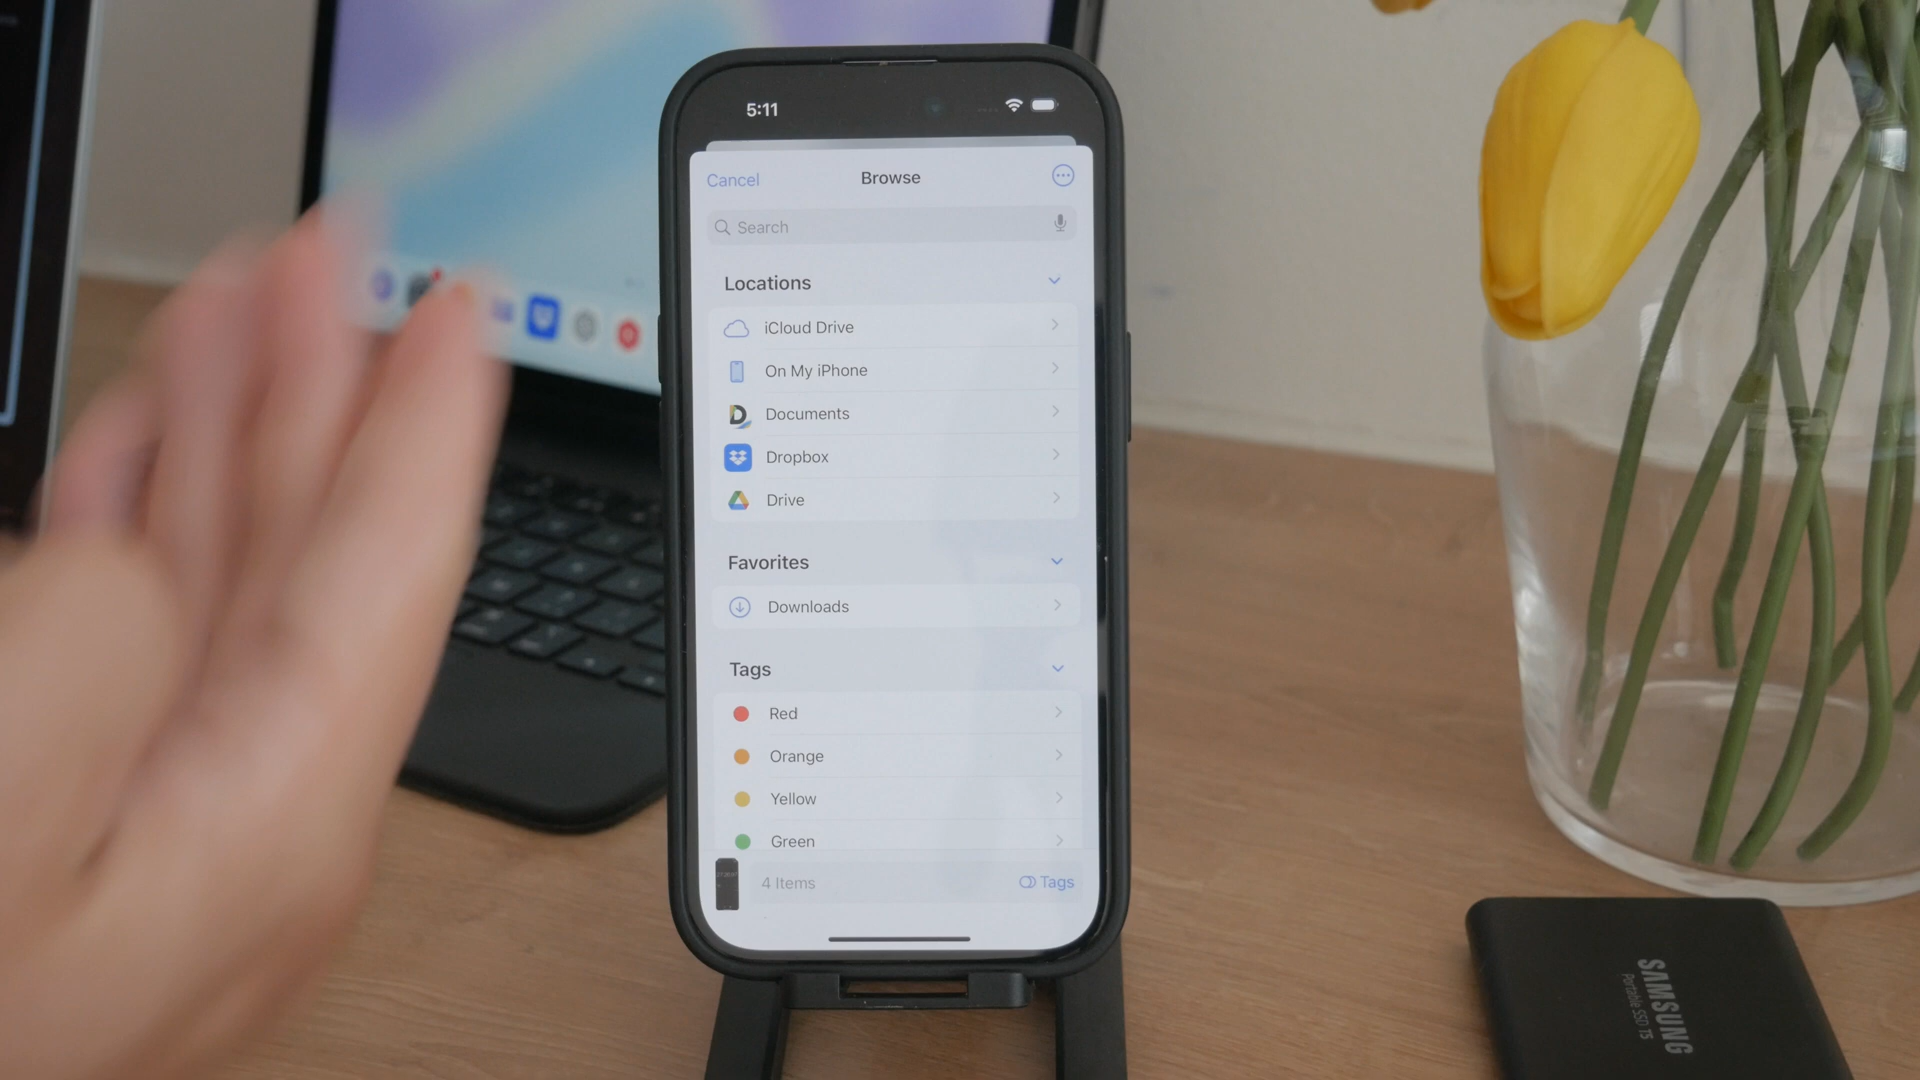 5:11
Cancel
Browse
Search
Locations
iCloud Drive
On My iPhone
Documents
Dropbox
Drive
Favorites
Downloads
Tags
Red
Orange
Yellow
Green
4 Items
Tags
SAMSUNG
Portable SSD T5